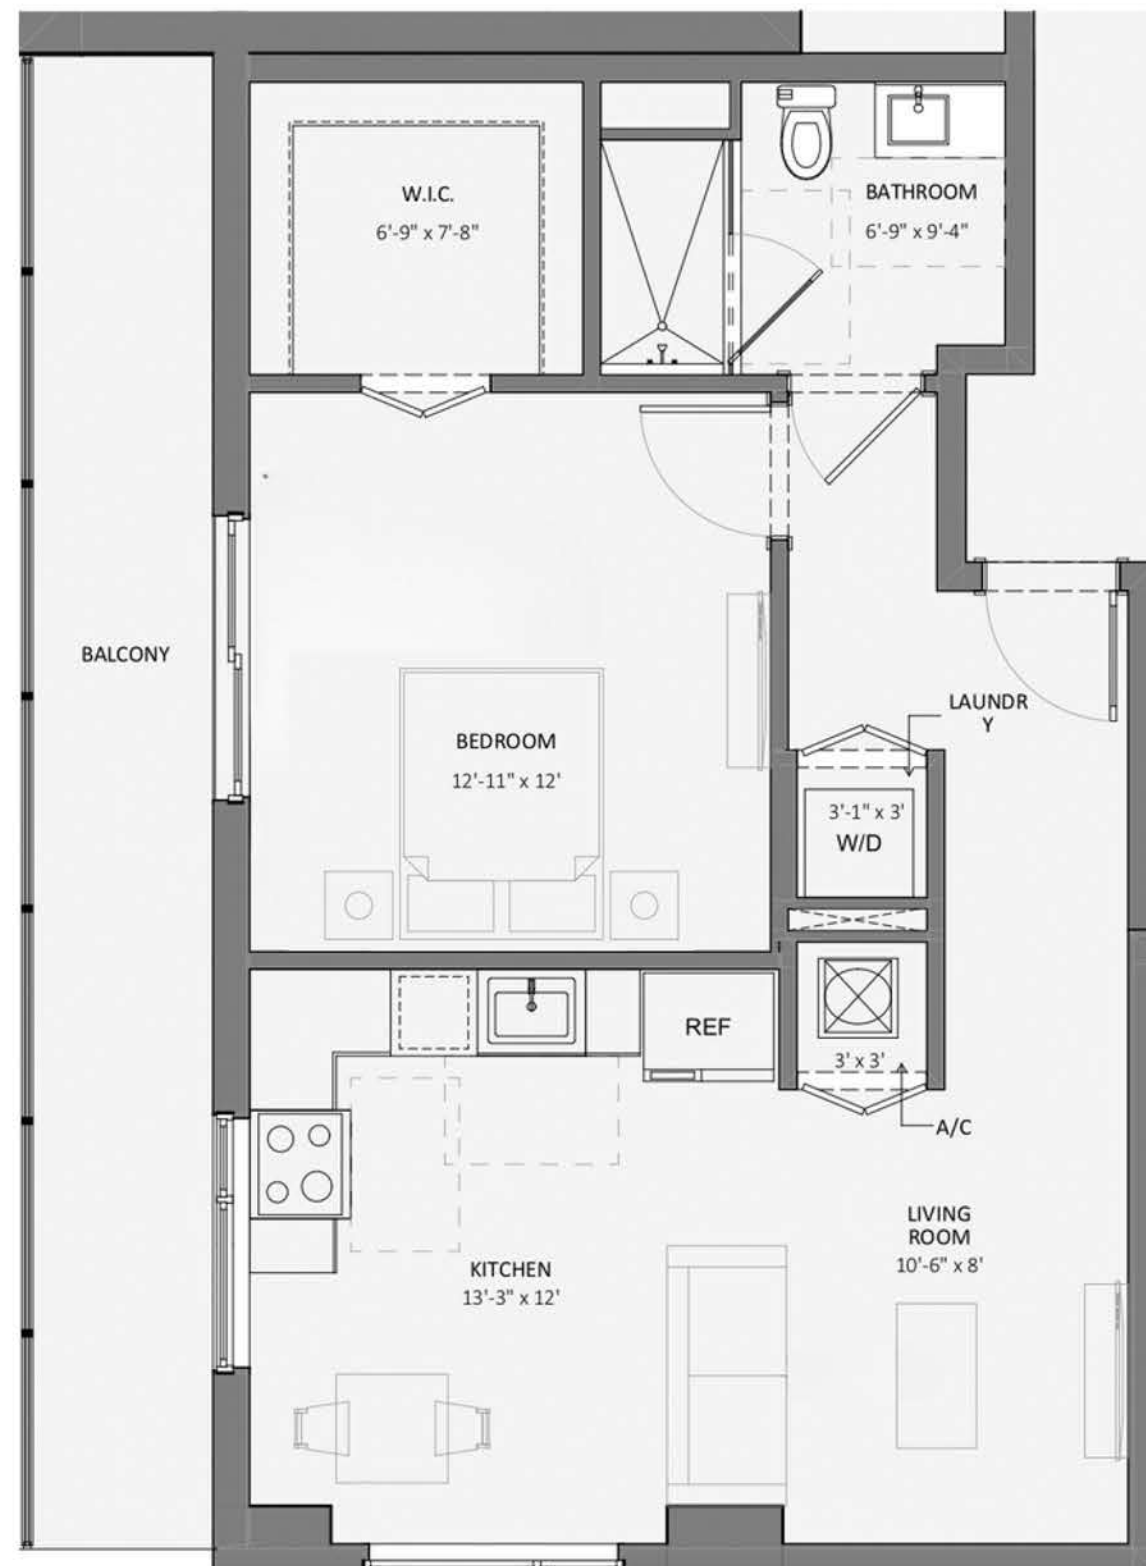 W.I.C.
6'-9" x 7'-8"
BATHROOM
6'-9" x 9'-4"
BALCONY
BEDROOM
12'-11" x 12'
LAUNDR
Y
3'-1" x 3'
W/D
REF
3' x 3'
A/C
LIVING
ROOM
10'-6" x 8'
KITCHEN
13'-3" x 12'